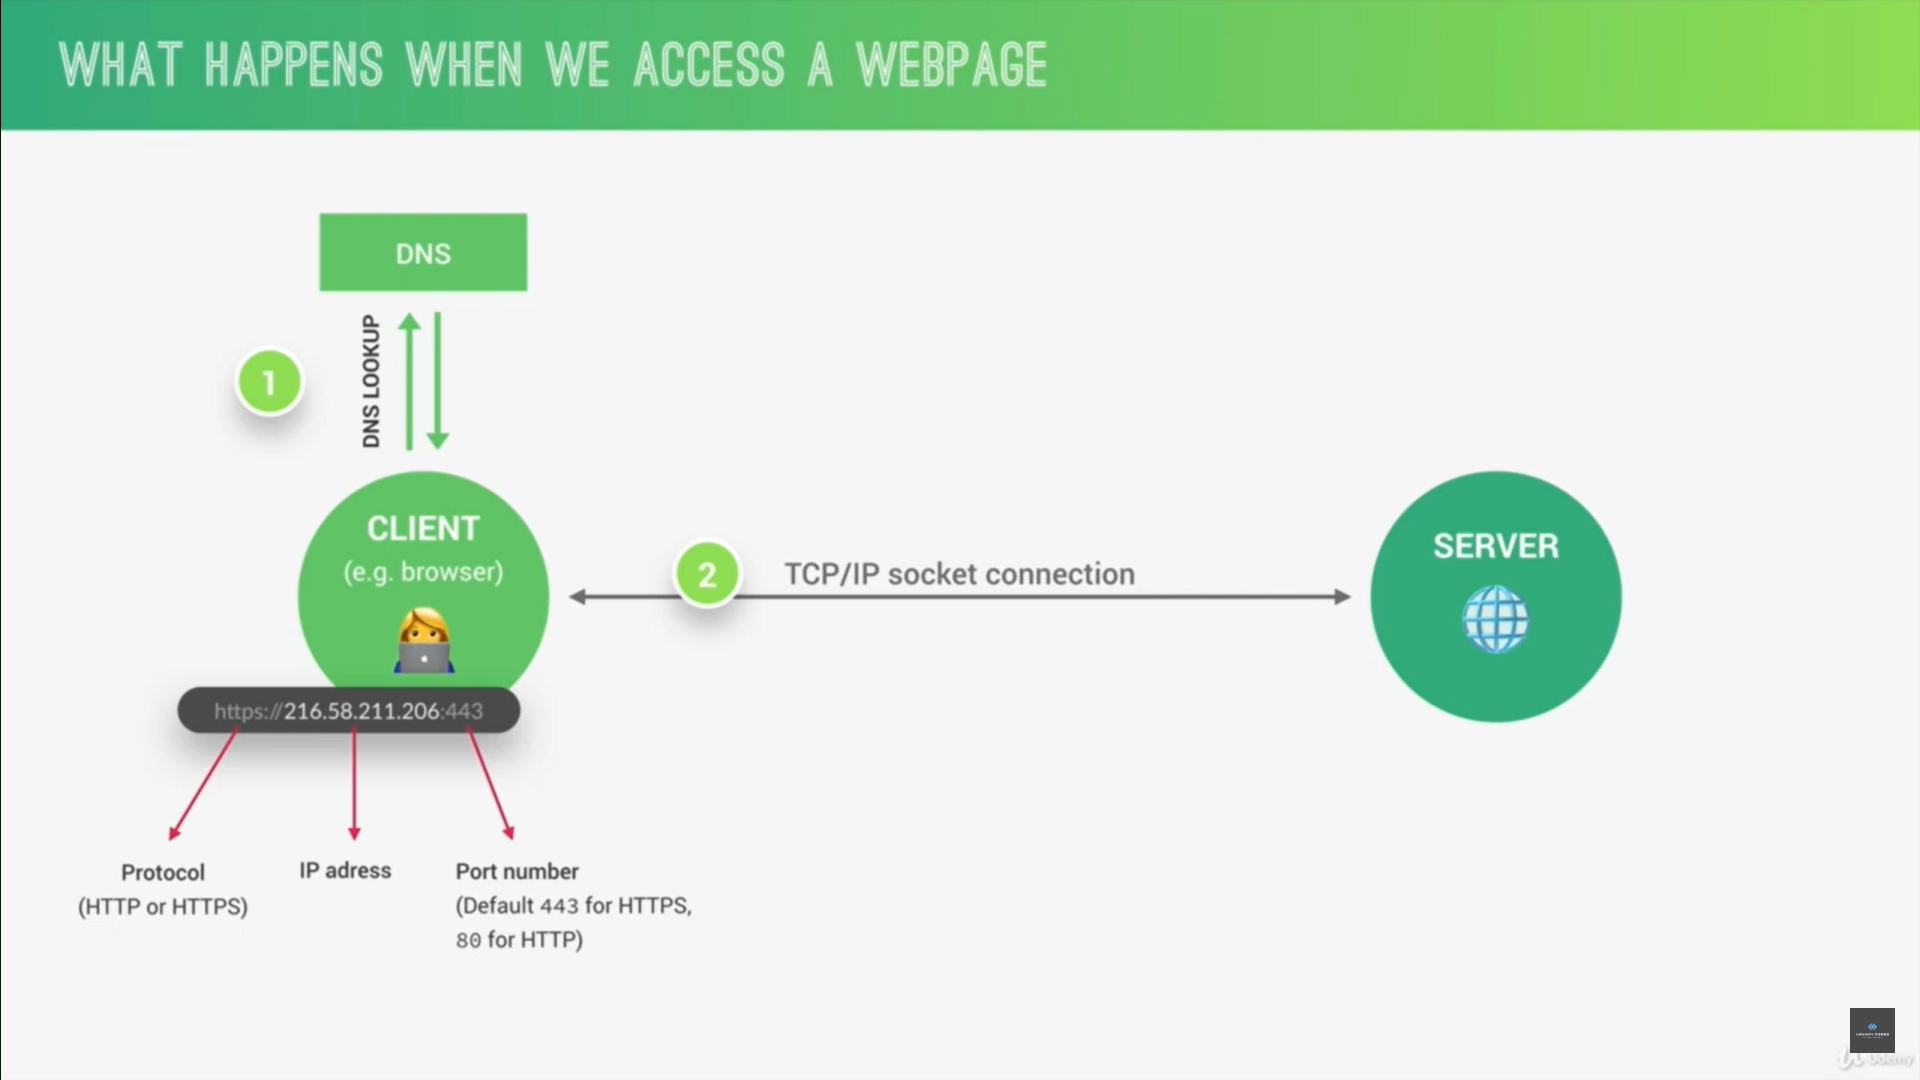 WHAT HAPPENS WHEN WE ACCESS A WEBPAGE
DNS
DNS LOOKUP
1
CLIENT
(e.g. browser)
2
TCP/IP socket connection
SERVER
https://216.58.211.206:443
Protocol
(HTTP or HTTPS)
IP adress
Port number
(Default 443 for HTTPS,
80 for HTTP)
Udemy